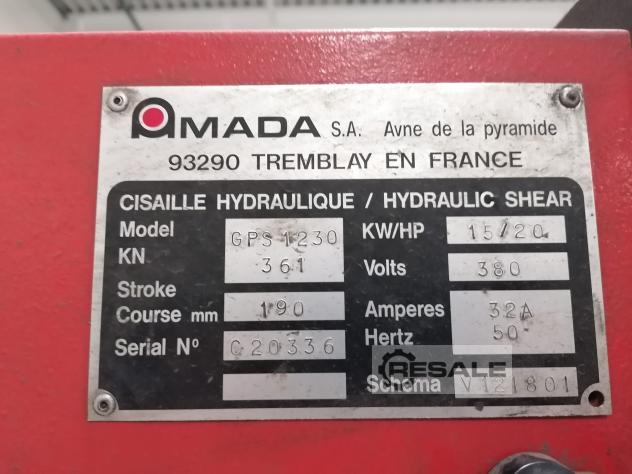 AMADA S.A. Avne de la pyramide
93290 TREMBLAY EN FRANCE
CISAILLE HYDRAULIQUE / HYDRAULIC SHEAR
Model GPS 1230 KW/HP 15/20
KN 361 Volts 380
Stroke
Course mm 190 Amperes 32A
Serial Nº C20336 Hertz 50
RESALE
Schema V121801